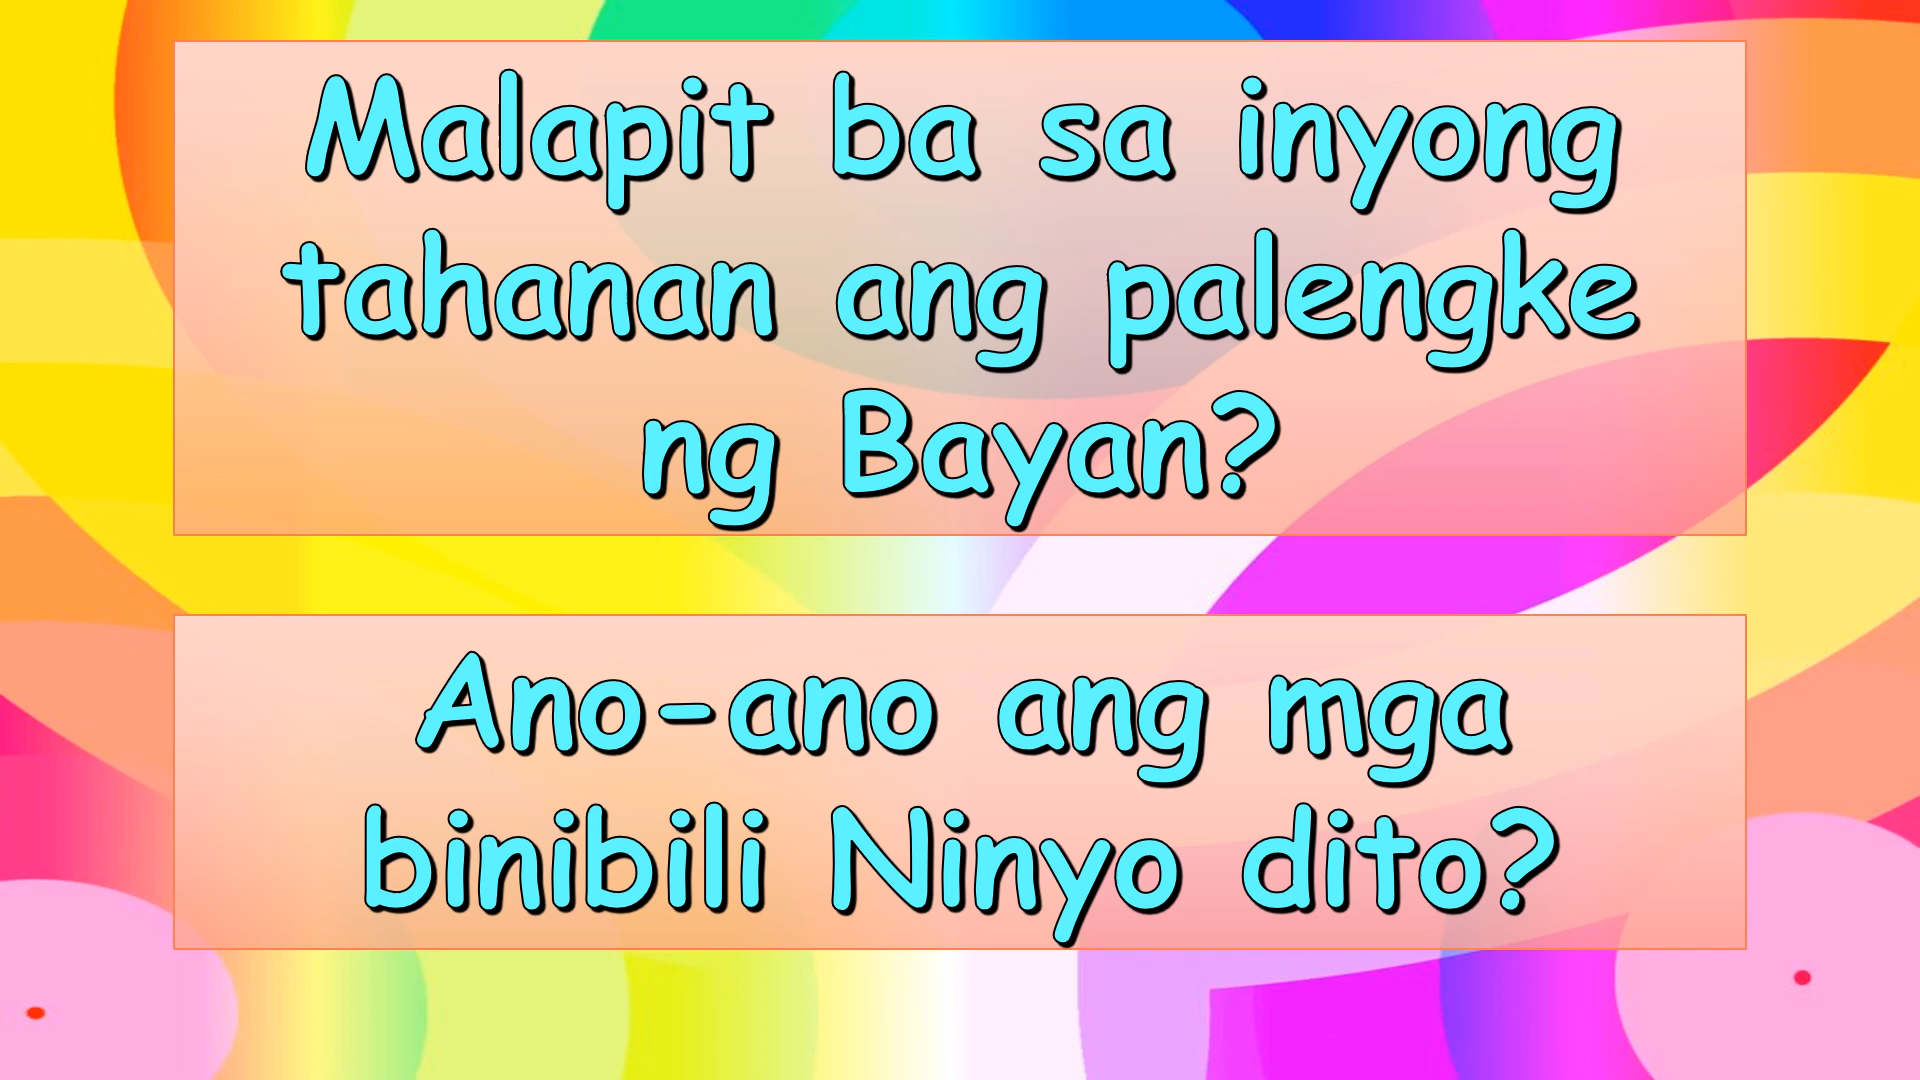 Malapit ba sa inyong
tahanan ang palengke
ng Bayan?
Ano-ano ang mga
binibili Ninyo dito?